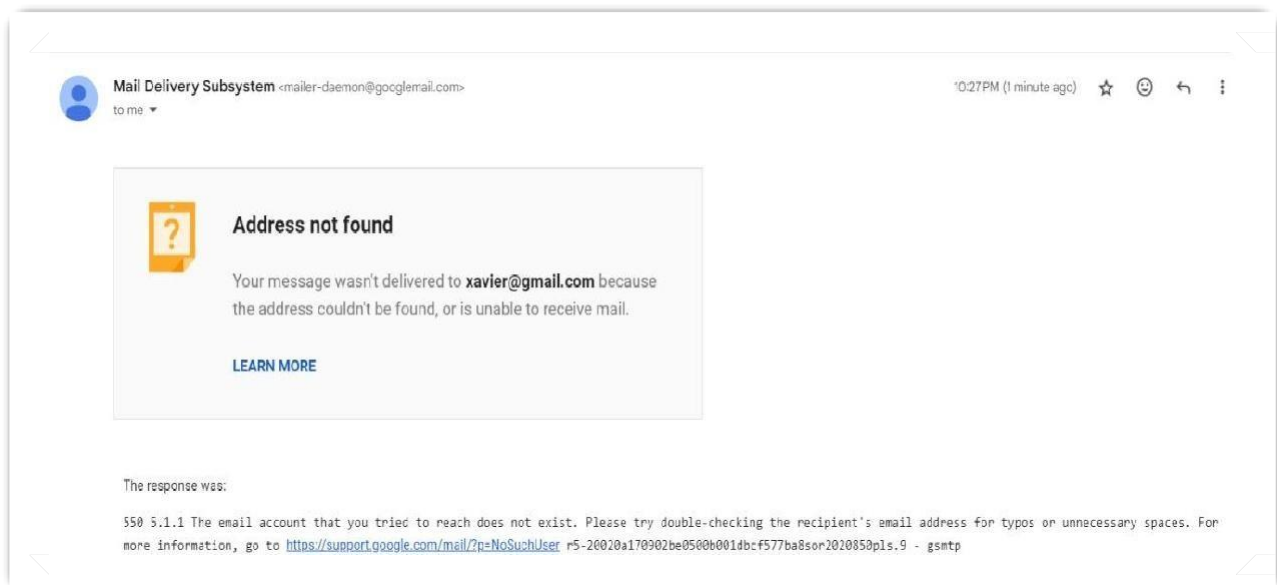 Mail Delivery Subsystem <mailer-daemon@gocglemail.com>
10:27PM (1 minute ago)
to me
?
Address not found
Your message wasn't delivered to xavier@gmail.com because
the address couldn't be found, or is unable to receive mail.
LEARN MORE
The response was:
550 5.1.1 The email account that you tried to reach does not exist. Please try double-checking the recipient's email address for typos or unnecessary spaces. For
more information, go to https://support.google.com/mail/?p=NoSuchUser - gsmtp